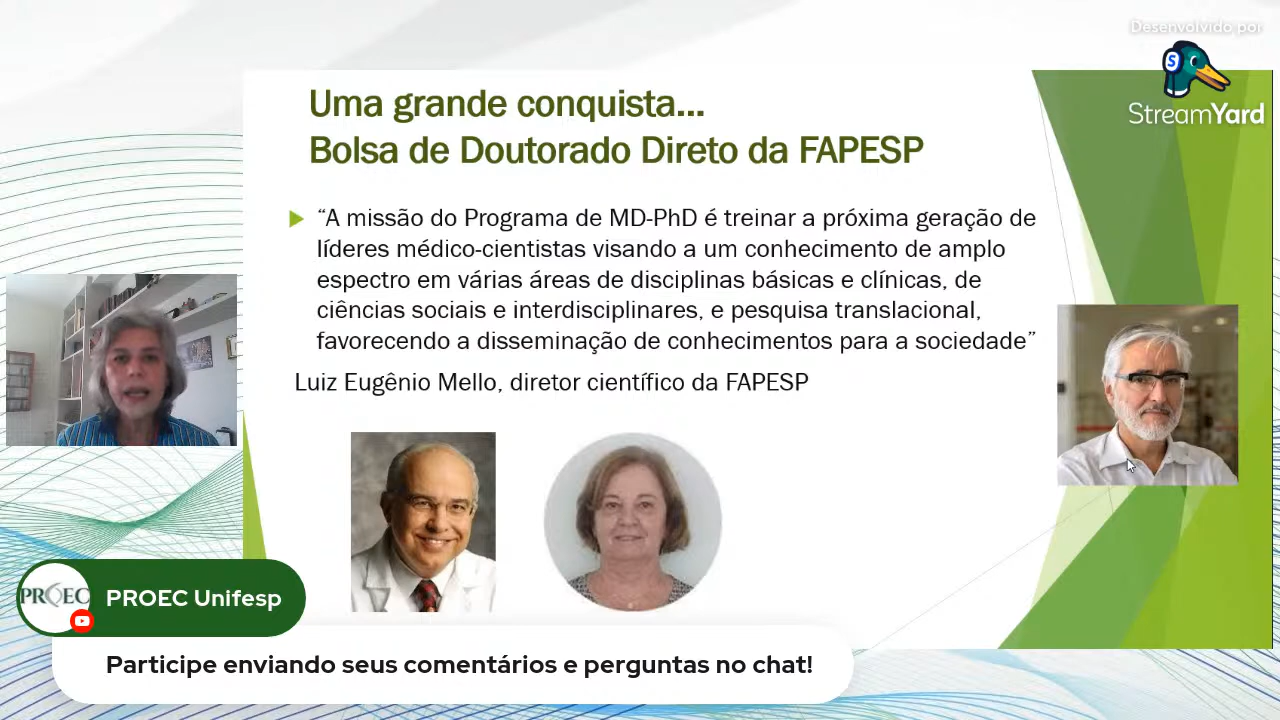 Desenvolvido por
StreamYard
Uma grande conquista...
Bolsa de Doutorado Direto da FAPESP
“A missão do Programa de MD-PhD é treinar a próxima geração de
líderes médico-cientistas visando a um conhecimento de amplo
espectro em várias áreas de disciplinas básicas e clínicas, de
ciências sociais e interdisciplinares, e pesquisa translacional,
favorecendo a disseminação de conhecimentos para a sociedade”
Luiz Eugênio Mello, diretor científico da FAPESP
PROEC
PROEC Unifesp
Participe enviando seus comentários e perguntas no chat!